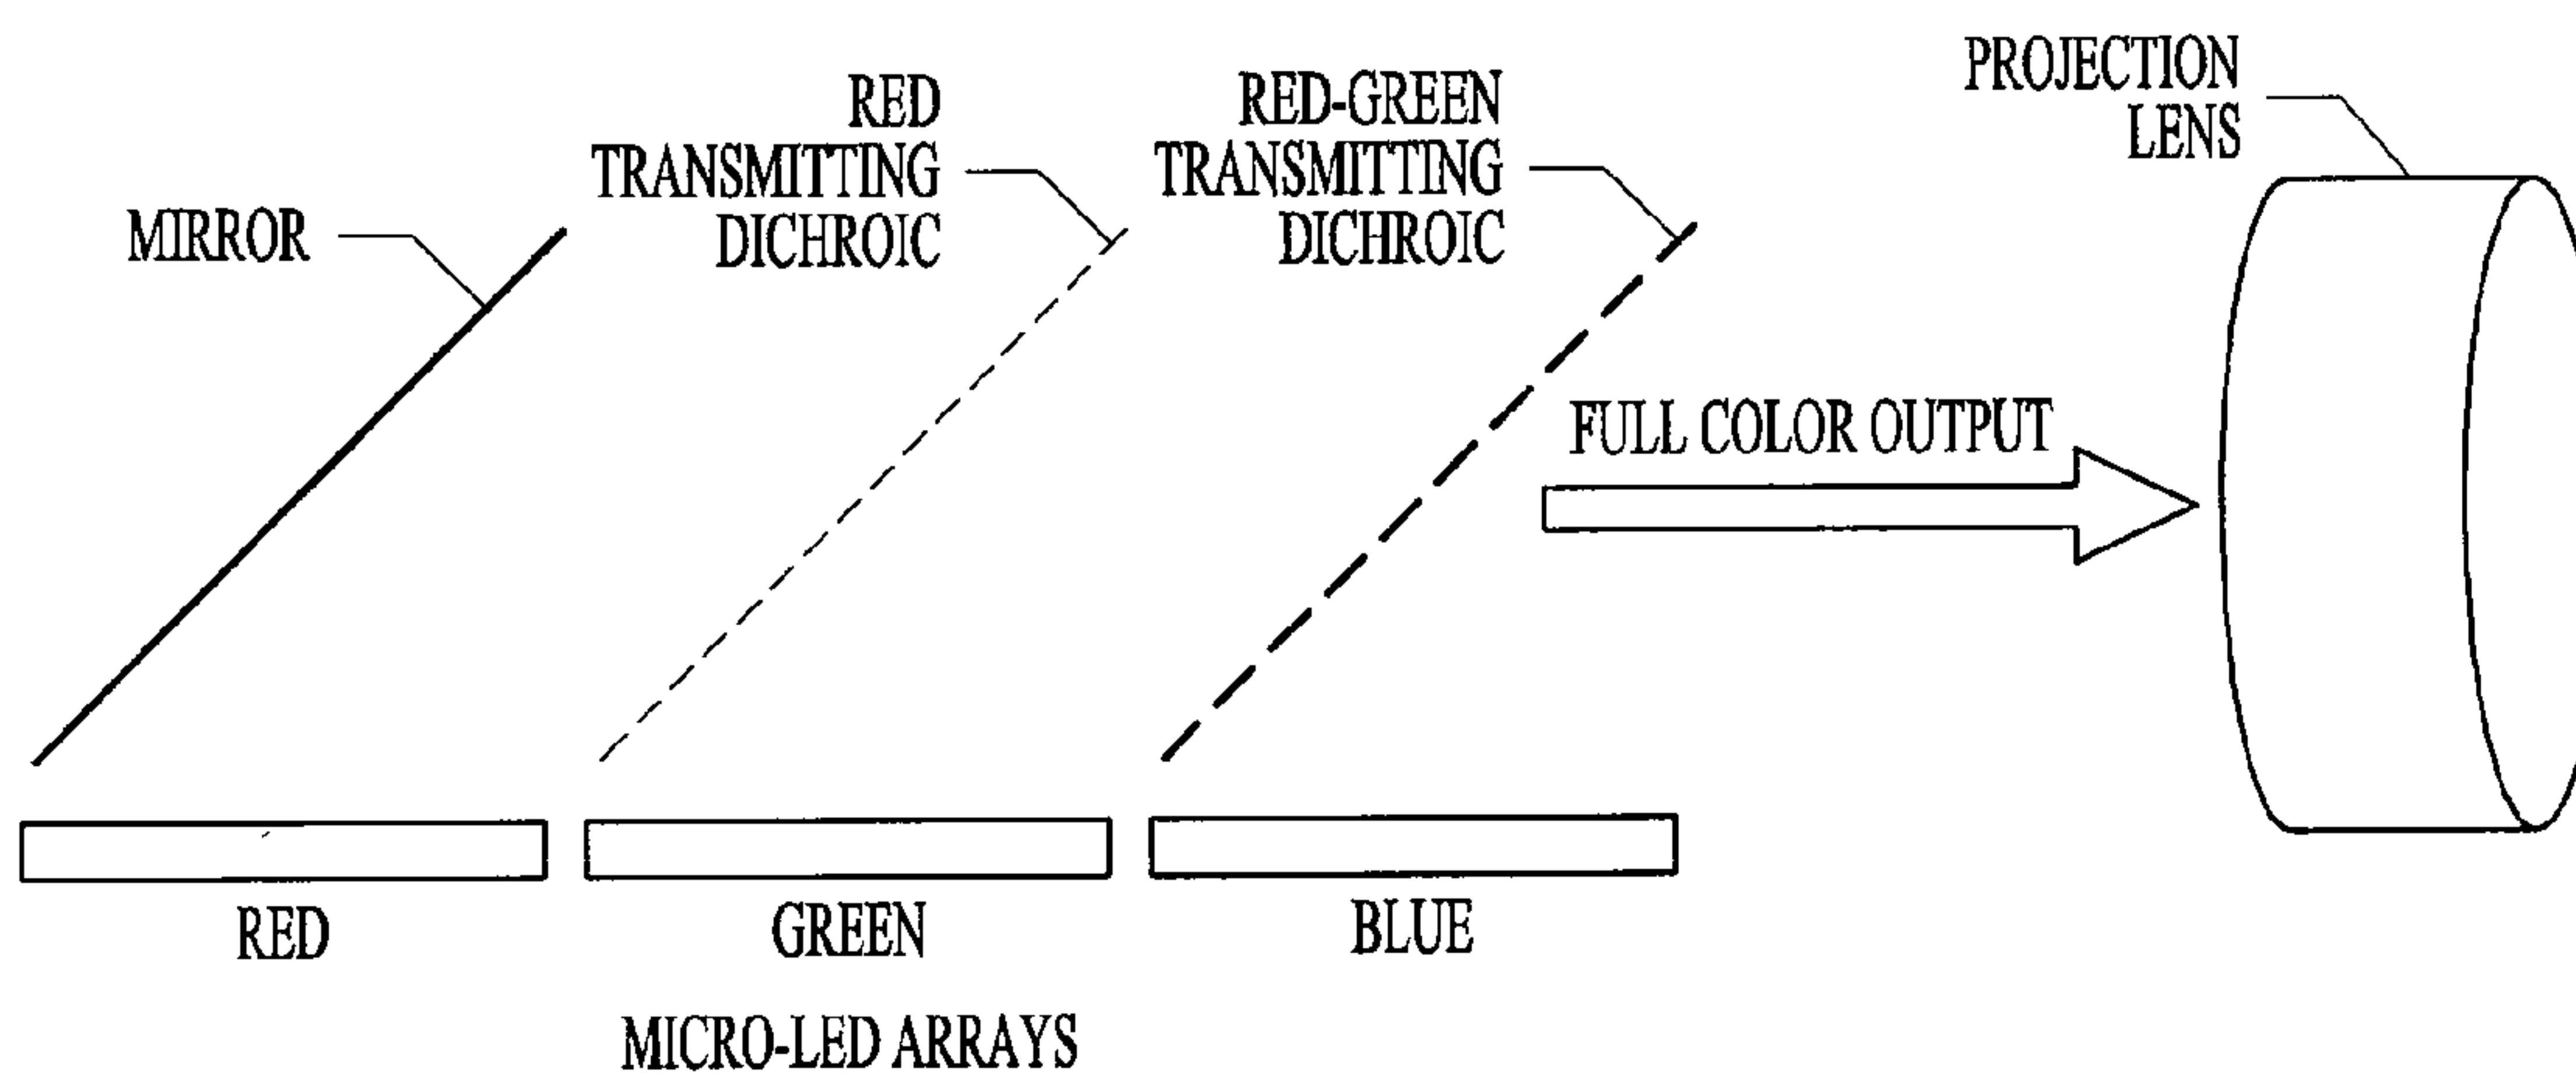 MIRROR
RED
TRANSMITTING
DICHROIC
RED-GREEN
TRANSMITTING
DICHROIC
PROJECTION
LENS
FULL COLOR OUTPUT
RED
GREEN
BLUE
MICRO-LED ARRAYS